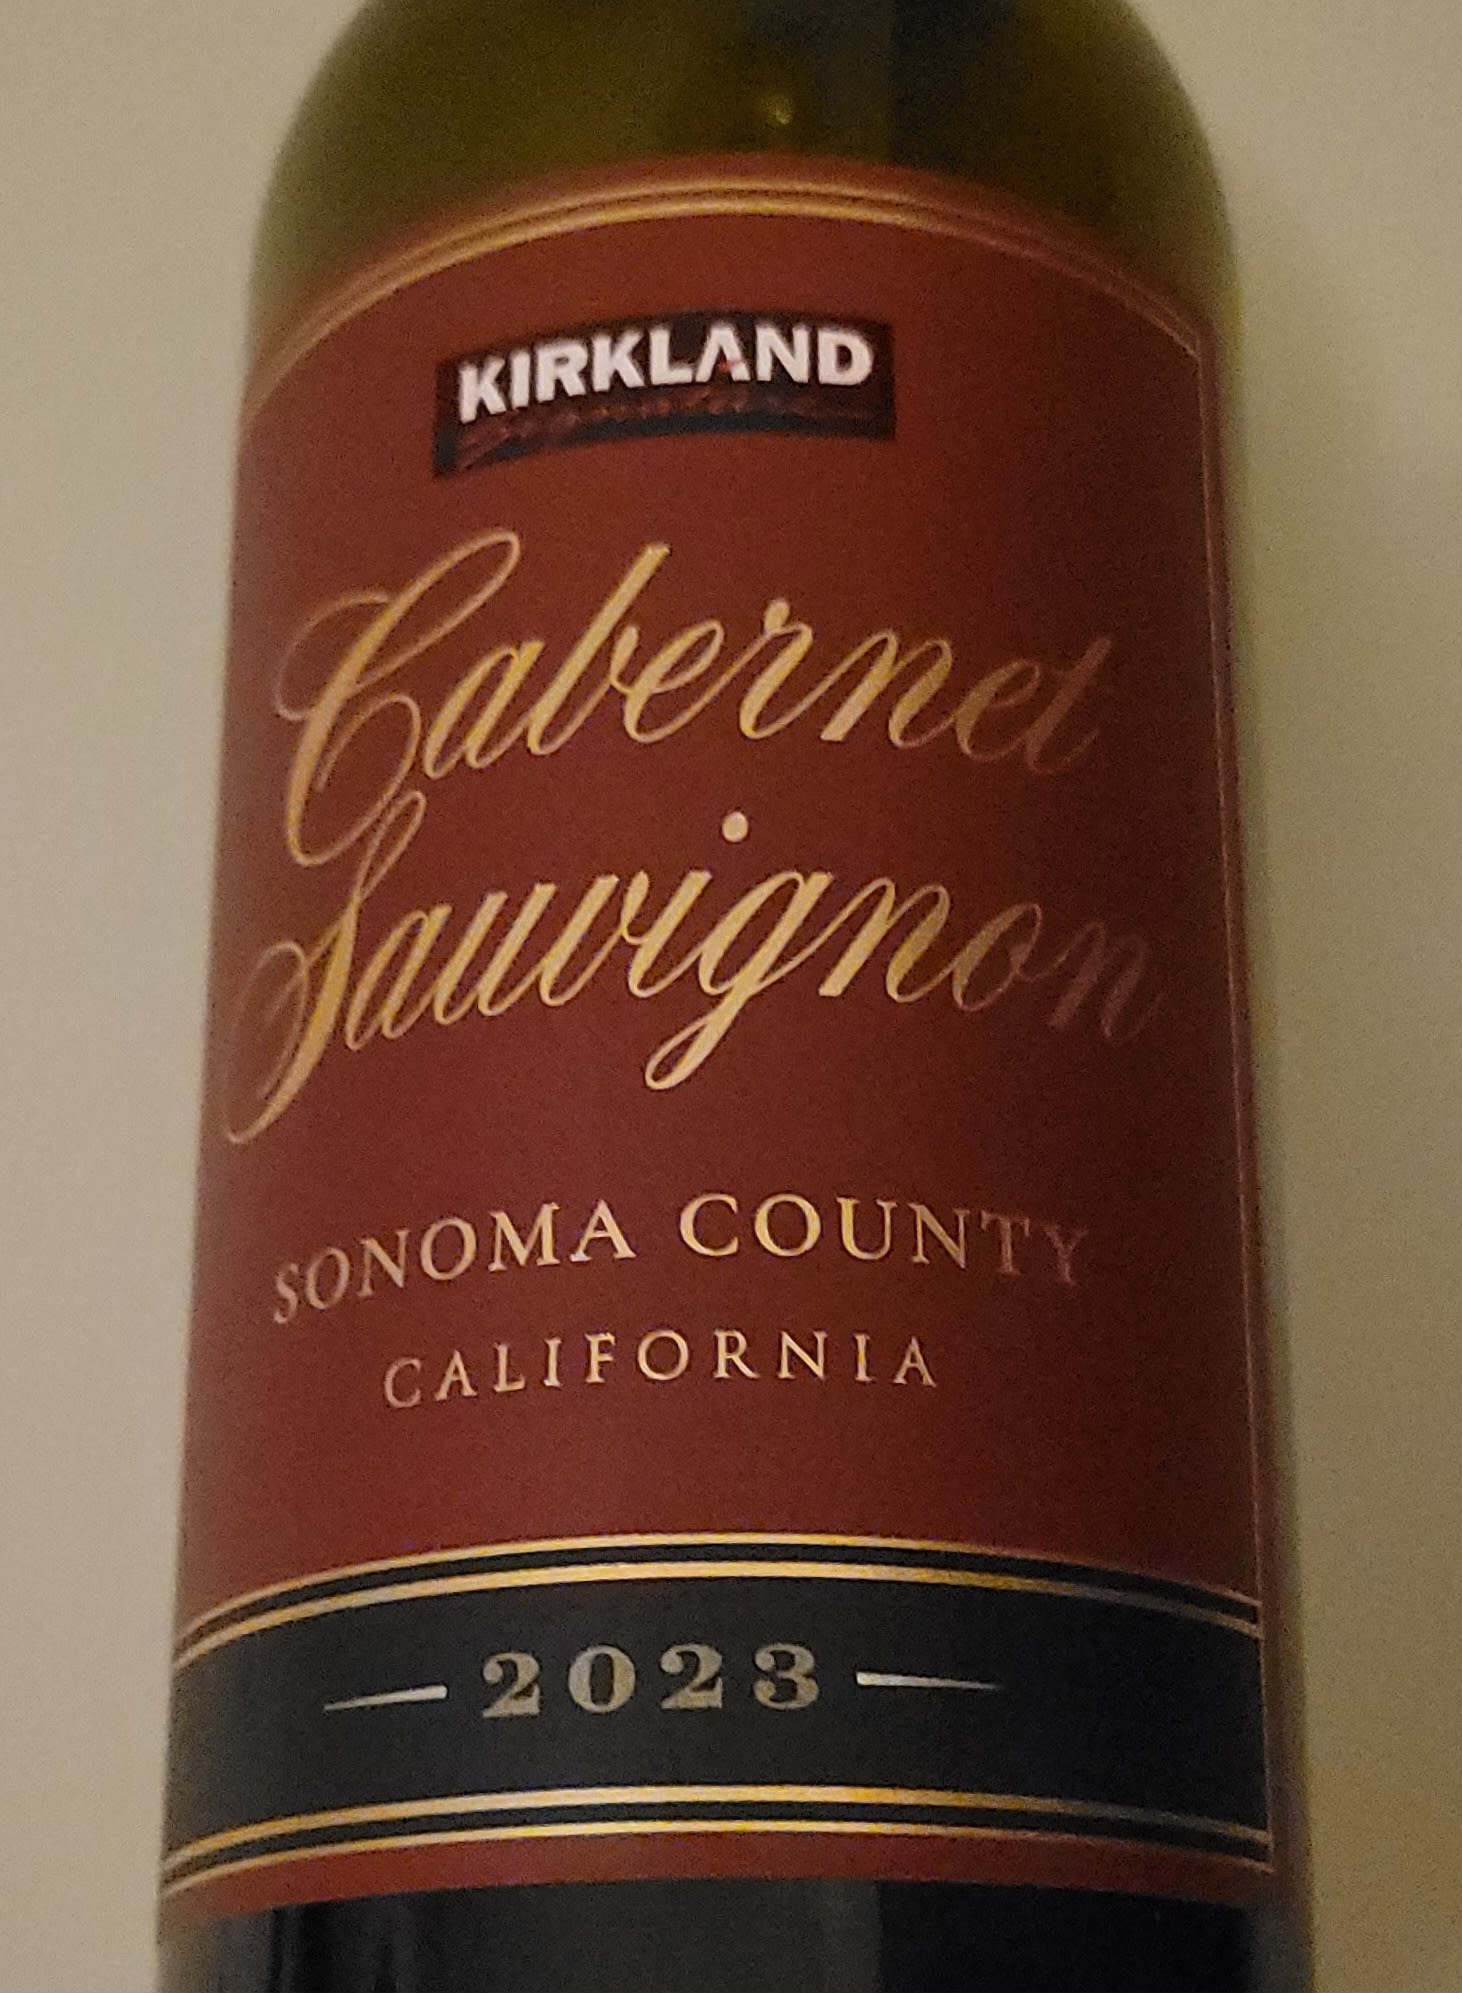 KIRKLAND
Cabernet
Sauvignon
SONOMA COUNTY
CALIFORNIA
2023